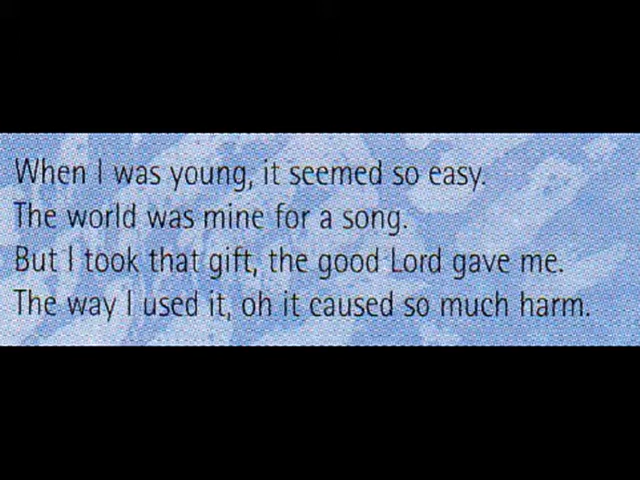 When I was young, it seemed so easy.
The world was mine for a song.
But I took that gift, the good Lord gave me.
The way I used it, oh it caused so much harm.